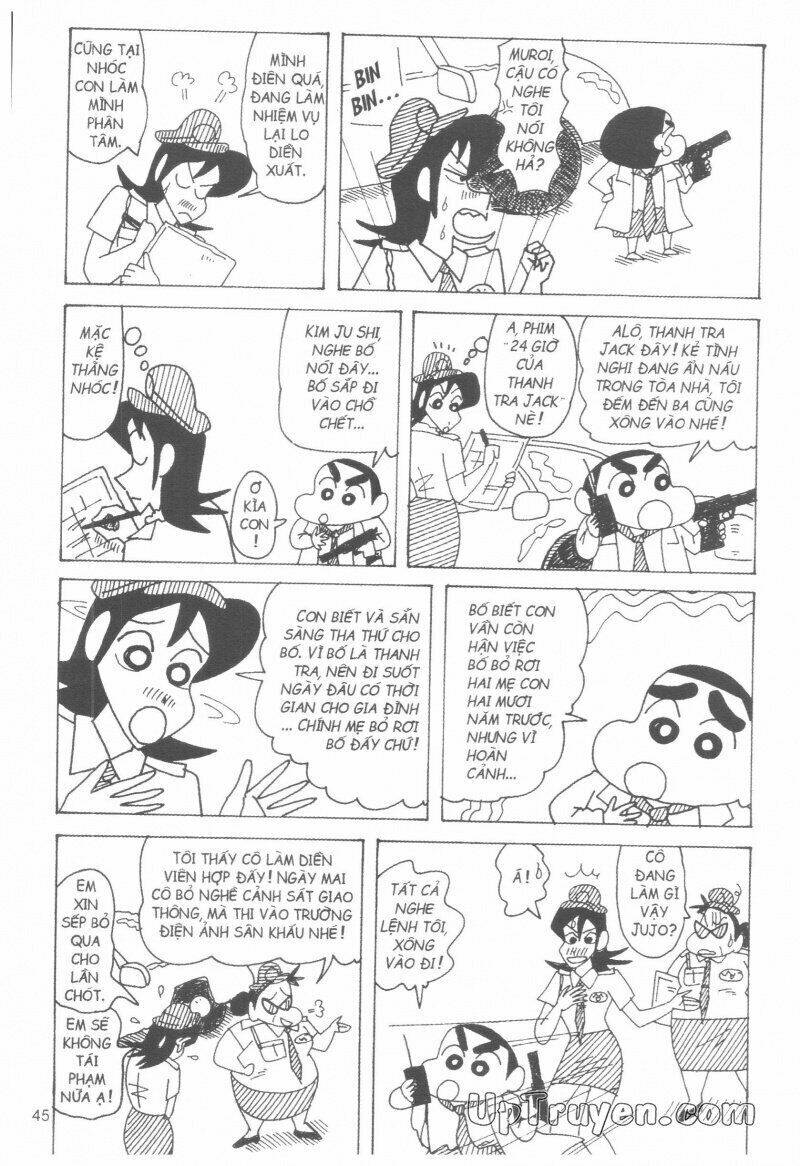 BIN
BIN...
MUROI,
CẬU CÓ
NGHE
TÔI
NÓI
KHÔNG
HẢ?
MÌNH
ĐIÊN QUÁ,
ĐANG LÀM
NHIỆM VỤ
LẠI LO
DIỄN
XUẤT.
CŨNG TẠI
NHÓC
CON LÀM
MÌNH
PHÂN
TÂM.
ALÔ, THANH TRA
JACK ĐÂY! KẺ TÌNH
NGHI ĐANG ẨN NÁU
TRONG TÒA NHÀ, TÔI
ĐẾM ĐẾN BA CÙNG
XÔNG VÀO NHÉ!
A, PHIM
"24 GIỜ
CỦA
THANH
TRA JACK"
NÈ!
KIM JU SHI,
NGHE BỐ
NÓI ĐÂY...
BỐ SẮP ĐI
VÀO CHỖ
CHẾT...
Ơ
KÌA
CON
!
MẶC
KỆ
THẰNG
NHÓC!
BỐ BIẾT CON
VẪN CÒN
HẬN VIỆC
BỐ BỎ RƠI
HAI MẸ CON
HAI MƯƠI
NĂM TRƯỚC,
NHƯNG VÌ
HOÀN
CẢNH...
CON BIẾT VÀ SẴN
SÀNG THA THỨ CHO
BỐ. VÌ BỐ LÀ THANH
TRA, NÊN ĐI SUỐT
NGÀY ĐÂU CÓ THỜI
GIAN CHO GIA ĐÌNH
... CHÍNH MẸ BỎ RƠI
BỐ ĐẤY CHỨ!
CÔ
ĐANG
LÀM GÌ
VẬY
JUJO?
Á!
TẤT CẢ
NGHE
LỆNH TÔI,
XÔNG
VÀO ĐI!
TÔI THẤY CÔ LÀM DIỄN
VIÊN HỢP ĐẤY! NGÀY MAI
CÔ BỎ NGHỀ CẢNH SÁT GIAO
THÔNG, MÀ THI VÀO TRƯỜNG
ĐIỆN ẢNH SÂN KHẤU NHÉ!
EM
XIN
SẾP BỎ
QUA
CHO
LẦN
CHÓT.
EM SẼ
KHÔNG
TÁI
PHẠM
NỮA Ạ!
45
UpTruyen.com